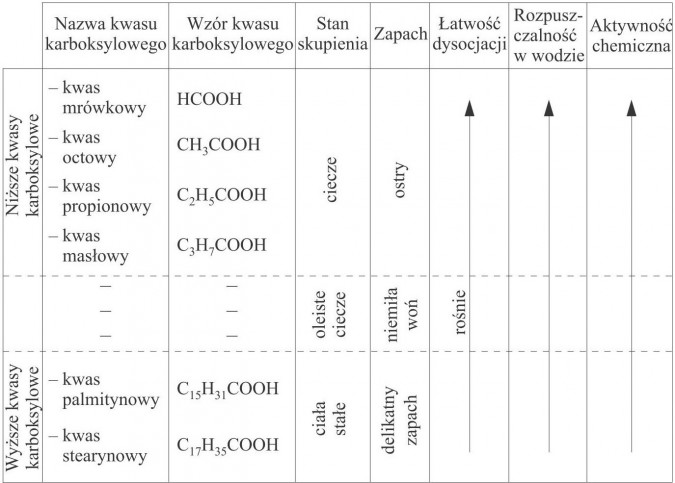 Nazwa kwasu
karboksylowego
Wzór kwasu
karboksylowego
Stan
skupienia
Zapach
Łatwość
dysocjacji
Rozpusz-
czalność
w wodzie
Aktywność
chemiczna
Niższe kwasy
karboksylowe
– kwas
mrówkowy
HCOOH
– kwas
octowy
CH₃COOH
– kwas
propionowy
C₂H₅COOH
– kwas
masłowy
C₃H₇COOH
ciecze
ostry
–
–
–
–
–
–
oleiste
ciecze
niemiła
woń
rośnie
Wyższe kwasy
karboksylowe
– kwas
palmitynowy
C₁₅H₃₁COOH
– kwas
stearynowy
C₁₇H₃₅COOH
ciała
stałe
delikatny
zapach